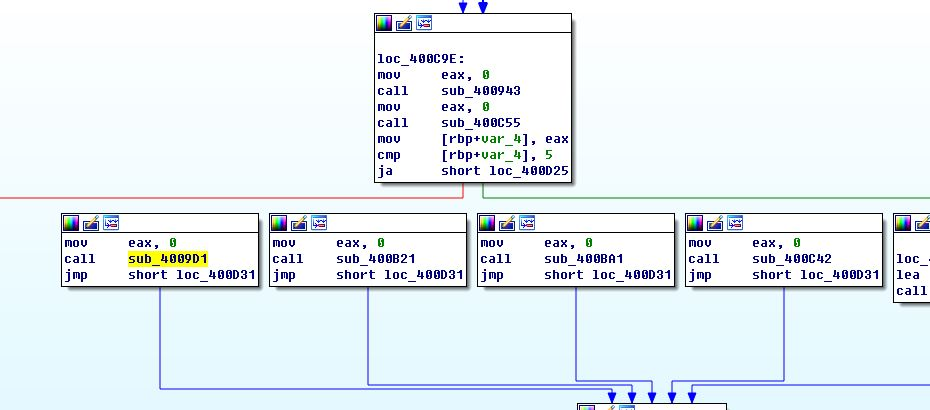 loc_400C9E:
mov eax, 0
call sub_400943
mov eax, 0
call sub_400C55
mov [rbp+var_4], eax
cmp [rbp+var_4], 5
ja short loc_400D25
mov eax, 0
call sub_4009D1
jmp short loc_400D31
mov eax, 0
call sub_400B21
jmp short loc_400D31
mov eax, 0
call sub_400BA1
jmp short loc_400D31
mov eax, 0
call sub_400C42
jmp short loc_400D31
loc_
lea
call